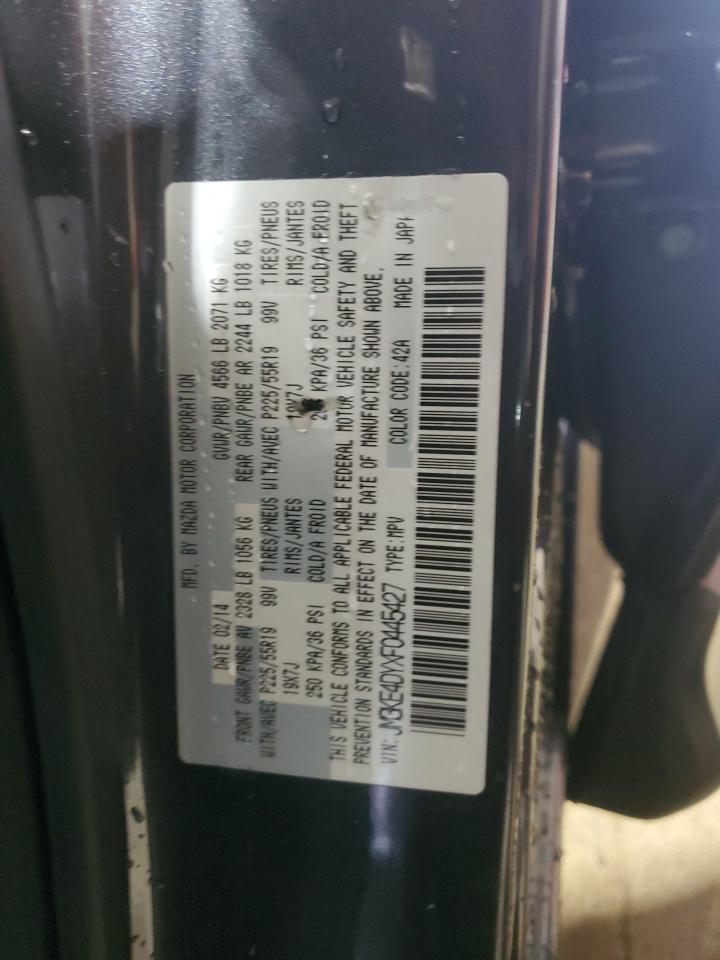 MFD. BY MAZDA MOTOR CORPORATION
DATE 02/14 GVWR/PNBV 4566 LB 2071 KG
FRONT GAWR/PNBE AV 2328 LB 1056 KG REAR GAWR/PNBE AR 2244 LB 1018 KG
WITH/AVEC P225/55R19 99V TIRES/PNEUS WITH/AVEC P225/55R19 99V TIRES/PNEUS
19X7J RIMS/JANTES 19X7J RIMS/JANTES
250 KPA/36 PSI COLD/A FROID KPA/36 PSI COLD/A FROID
THIS VEHICLE CONFORMS TO ALL APPLICABLE FEDERAL MOTOR VEHICLE SAFETY AND THEFT
PREVENTION STANDARDS IN EFFECT ON THE DATE OF MANUFACTURE SHOWN ABOVE.
VIN: JM3KE4DYXF0445427 TYPE:MPV COLOR CODE:42A MADE IN